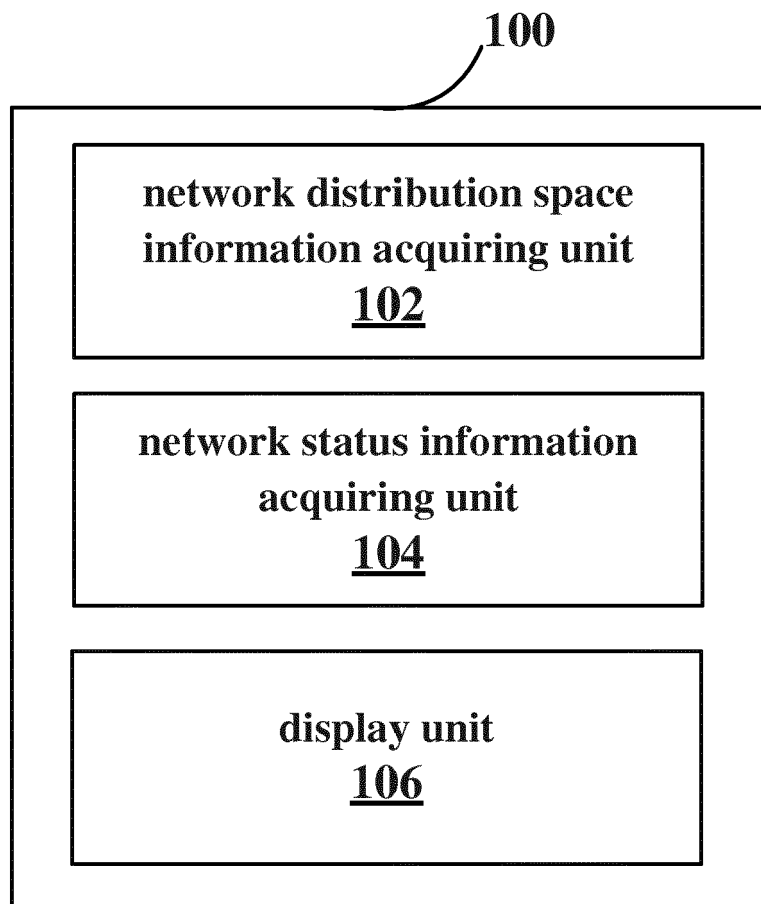 100
network distribution space
information acquiring unit
102
network status information
acquiring unit
104
display unit
106